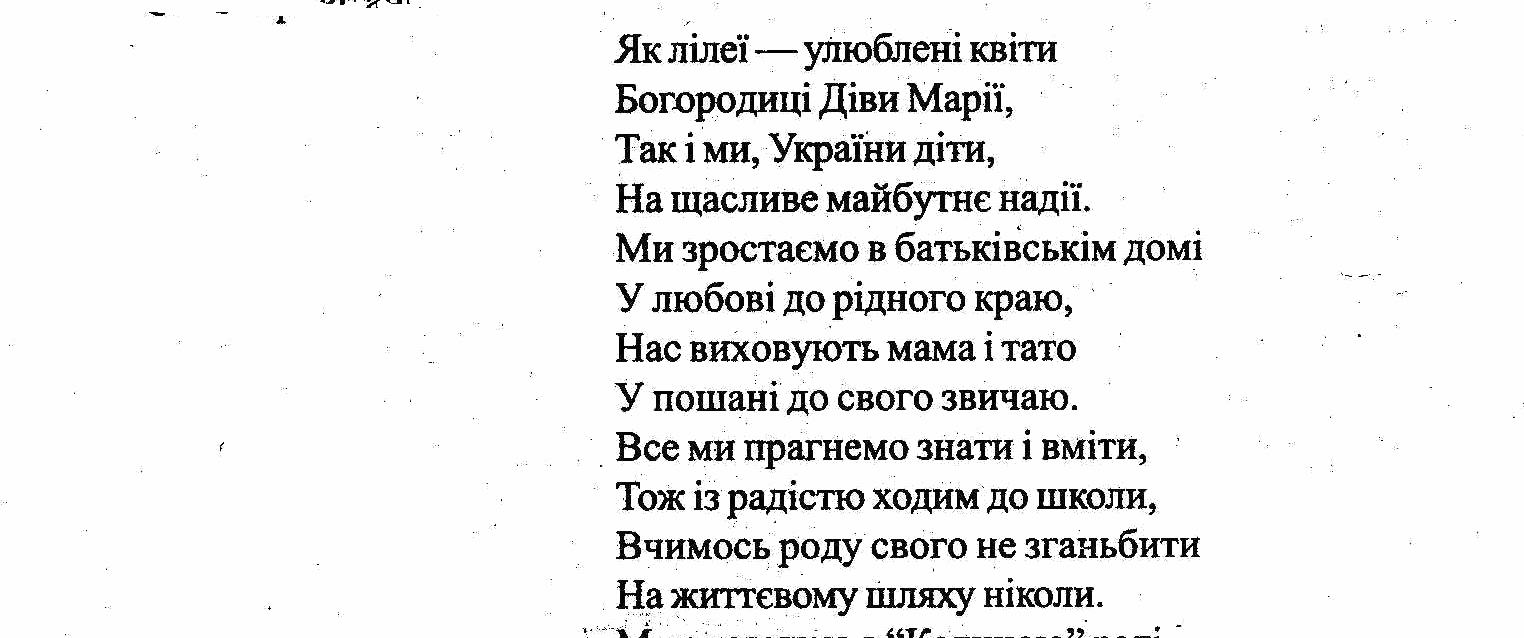 Як лілеї — улюблені квіти
Богородиці Діви Марії,
Так і ми, України діти,
На щасливе майбутнє надії.
Ми зростаємо в батьківськім домі
У любові до рідного краю,
Нас виховують мама і тато
У пошані до свого звичаю.
Все ми прагнемо знати і вміти,
Тож із радістю ходим до школи,
Вчимось роду свого не зганьбити
На життєвому шляху ніколи.